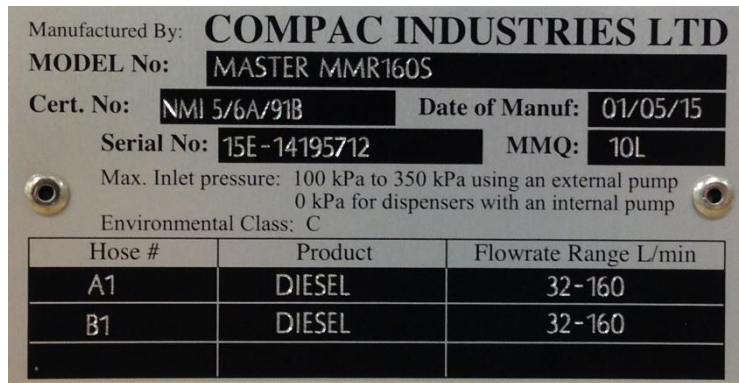 Manufactured By: COMPAC INDUSTRIES LTD
MODEL No: MASTER MMR160S
Cert. No: NMI 5/6A/91B Date of Manuf: 01/05/15
Serial No: 15E-14195712 MMQ: 10L
Max. Inlet pressure: 100 kPa to 350 kPa using an external pump
0 kPa for dispensers with an internal pump
Environmental Class: C
Hose # Product Flowrate Range L/min
A1 DIESEL 32-160
B1 DIESEL 32-160